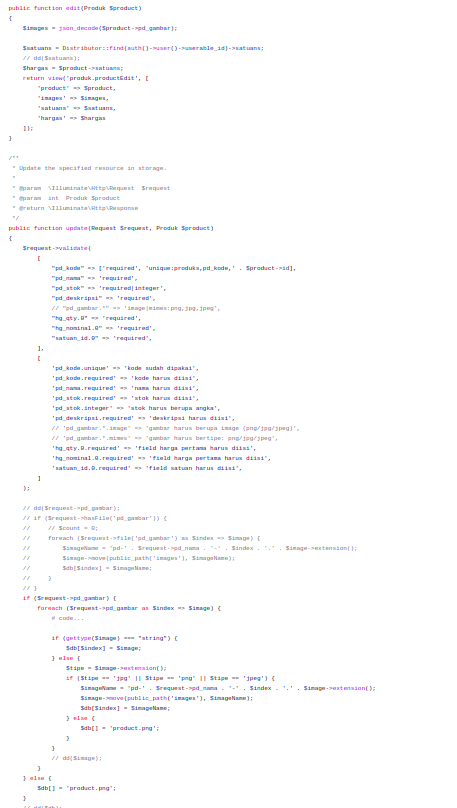 public function edit(Produk $product)
{
    $images = json_decode($product->pd_gambar);

    $satuans = Distributor::find(auth()->user()->userable_id)->satuans;
    // dd($satuans);
    $hargas = $product->satuans;
    return view('produk.productEdit', [
        'product' => $product,
        'images' => $images,
        'satuans' => $satuans,
        'hargas' => $hargas
    ]);
}

/**
 * Update the specified resource in storage.
 *
 * @param  \Illuminate\Http\Request  $request
 * @param  int  Produk $product
 * @return \Illuminate\Http\Response
 */
public function update(Request $request, Produk $product)
{
    $request->validate(
        [
            "pd_kode" => ['required', 'unique:produks,pd_kode,' . $product->id],
            "pd_nama" => 'required',
            "pd_stok" => 'required|integer',
            "pd_deskripsi" => 'required',
            // "pd_gambar.*" => 'image|mimes:png,jpg,jpeg',
            "hg_qty.0" => 'required',
            "hg_nominal.0" => 'required',
            "satuan_id.0" => 'required',
        ],
        [
            'pd_kode.unique' => 'kode sudah dipakai',
            'pd_kode.required' => 'kode harus diisi',
            'pd_nama.required' => 'nama harus diisi',
            'pd_stok.required' => 'stok harus diisi',
            'pd_stok.integer' => 'stok harus berupa angka',
            'pd_deskripsi.required' => 'deskripsi harus diisi',
            // 'pd_gambar.*.image' => 'gambar harus berupa image (png/jpg/jpeg)',
            // 'pd_gambar.*.mimes' => 'gambar harus bertipe: png/jpg/jpeg',
            'hg_qty.0.required' => 'field harga pertama harus diisi',
            'hg_nominal.0.required' => 'field harga pertama harus diisi',
            'satuan_id.0.required' => 'field satuan harus diisi',
        ]
    );

    // dd($request->pd_gambar);
    // if ($request->hasFile('pd_gambar')) {
    //     // $count = 0;
    //     foreach ($request->file('pd_gambar') as $index => $image) {
    //         $imageName = 'pd-' . $request->pd_nama . '-' . $index . '.' . $image->extension();
    //         $image->move(public_path('images'), $imageName);
    //         $db[$index] = $imageName;
    //     }
    // }
    if ($request->pd_gambar) {
        foreach ($request->pd_gambar as $index => $image) {
            # code...

            if (gettype($image) === "string") {
                $db[$index] = $image;
            } else {
                $tipe = $image->extension();
                if ($tipe == 'jpg' || $tipe == 'png' || $tipe == 'jpeg') {
                    $imageName = 'pd-' . $request->pd_nama . '-' . $index . '.' . $image->extension();
                    $image->move(public_path('images'), $imageName);
                    $db[$index] = $imageName;
                } else {
                    $db[] = 'product.png';
                }
            }
            // dd($image);
        }
    } else {
        $db[] = 'product.png';
    }
    // dd($db);